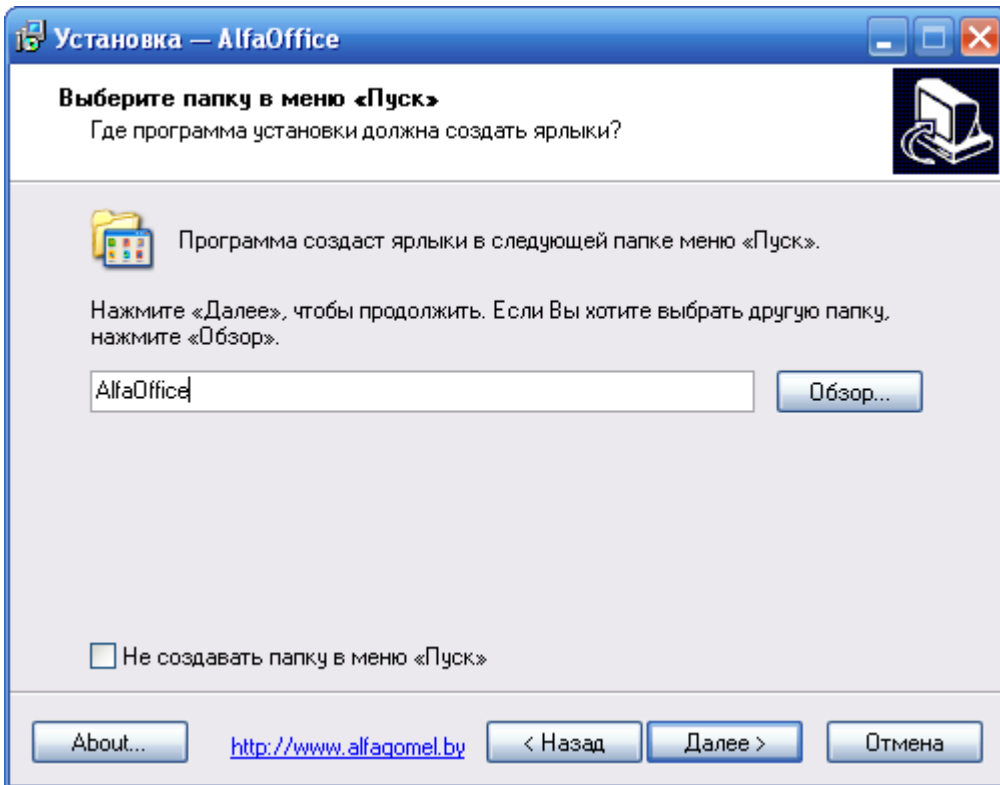 Установка — AlfaOffice
Выберите папку в меню «Пуск»
Где программа установки должна создать ярлыки?
Программа создаст ярлыки в следующей папке меню «Пуск».
Нажмите «Далее», чтобы продолжить. Если Вы хотите выбрать другую папку,
нажмите «Обзор».
AlfaOffice
Обзор...
Не создавать папку в меню «Пуск»
About...
http://www.alfagomel.by
< Назад
Далее >
Отмена